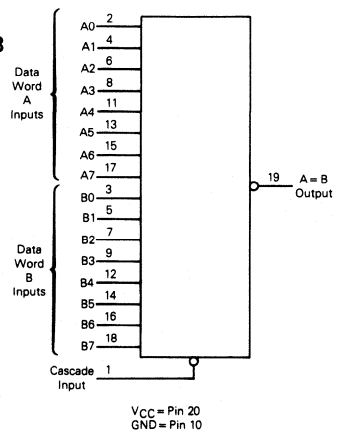 8
Data
Word
A
Inputs
A0 2
A1 4
A2 6
A3 8
A4 11
A5 13
A6 15
A7 17
Data
Word
B
Inputs
B0 3
B1 5
B2 7
B3 9
B4 12
B5 14
B6 16
B7 18
19 A = B
Output
Cascade 1
Input
VCC = Pin 20
GND = Pin 10